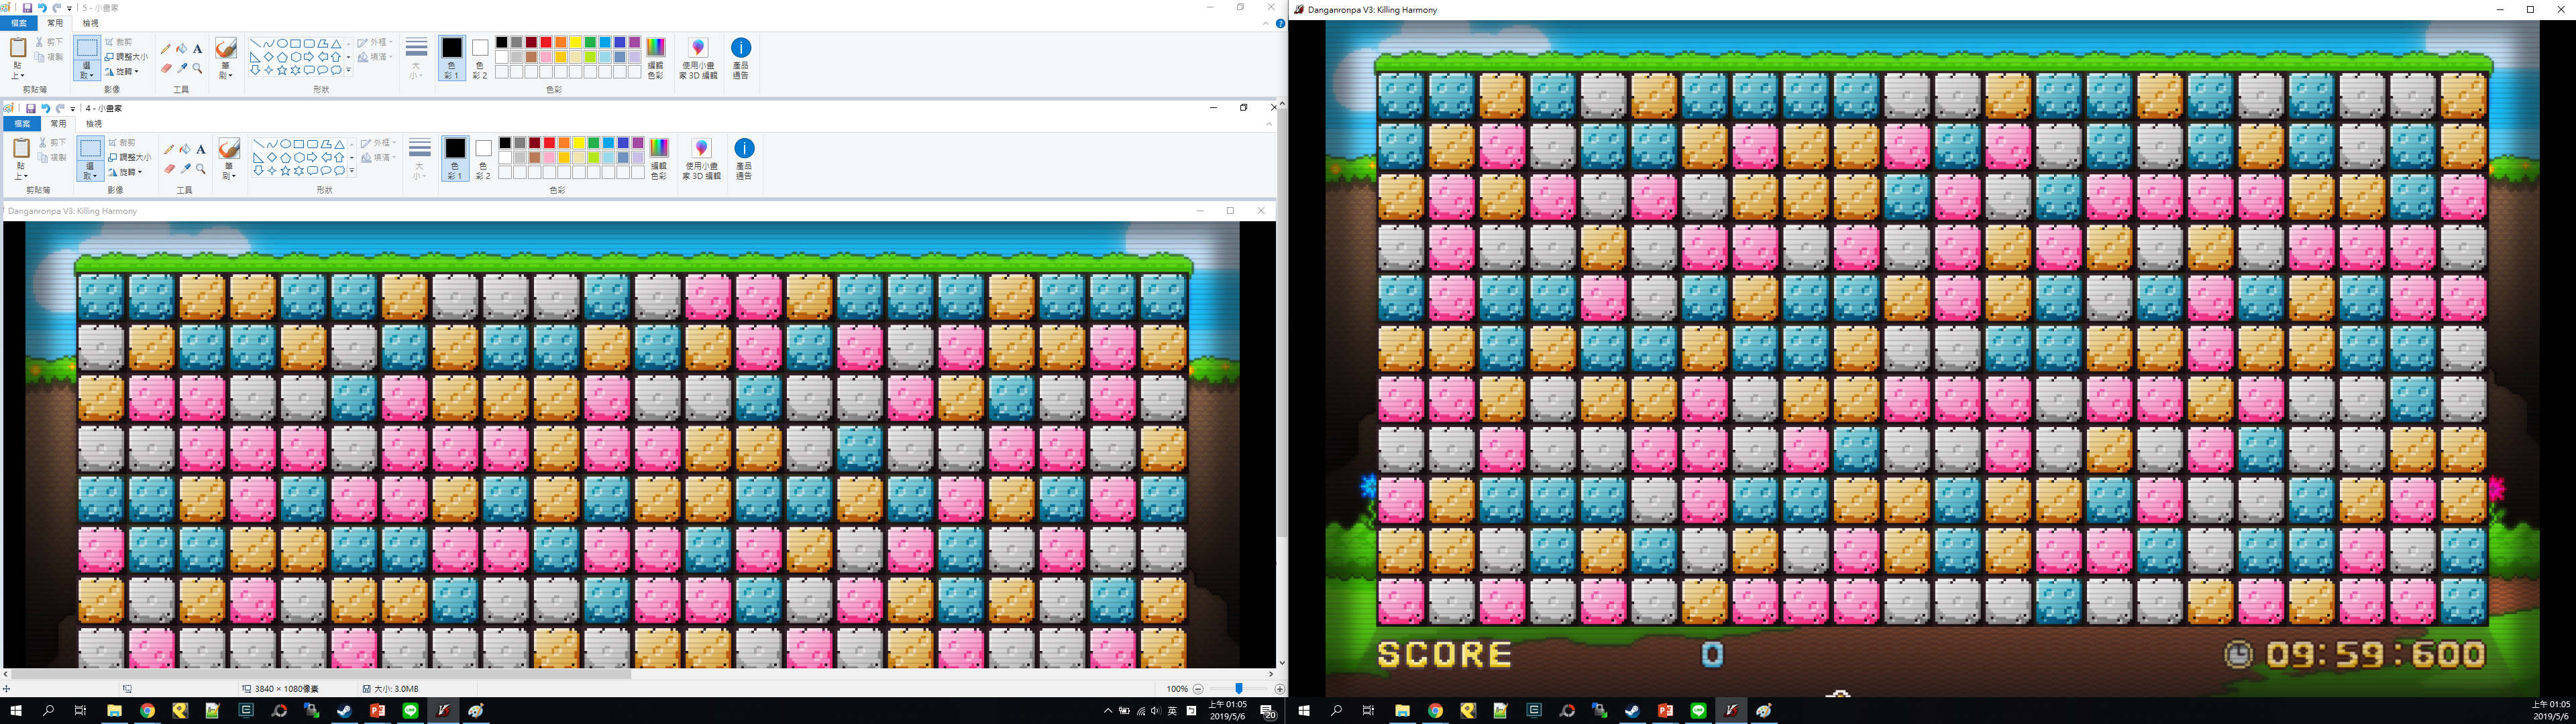 5 - 小畫家
檔案 常用 檢視
貼上 剪下 複製
剪貼簿
選取 裁剪 調整大小 旋轉
影像
工具
筆刷
外框
填滿
形狀
大小
色彩 1
色彩 2
編輯色彩
色彩
使用小畫家 3D 編輯
產品通告
4 - 小畫家
檔案 常用 檢視
貼上 剪下 複製
剪貼簿
選取 裁剪 調整大小 旋轉
影像
工具
筆刷
外框
填滿
形狀
大小
色彩 1
色彩 2
編輯色彩
色彩
使用小畫家 3D 編輯
產品通告
Danganronpa V3: Killing Harmony
3840 × 1080像素
大小: 3.0MB
100%
英
上午 01:05
2019/5/6
20
Danganronpa V3: Killing Harmony
SCORE 0 09:59:600
上午 01:05
2019/5/6